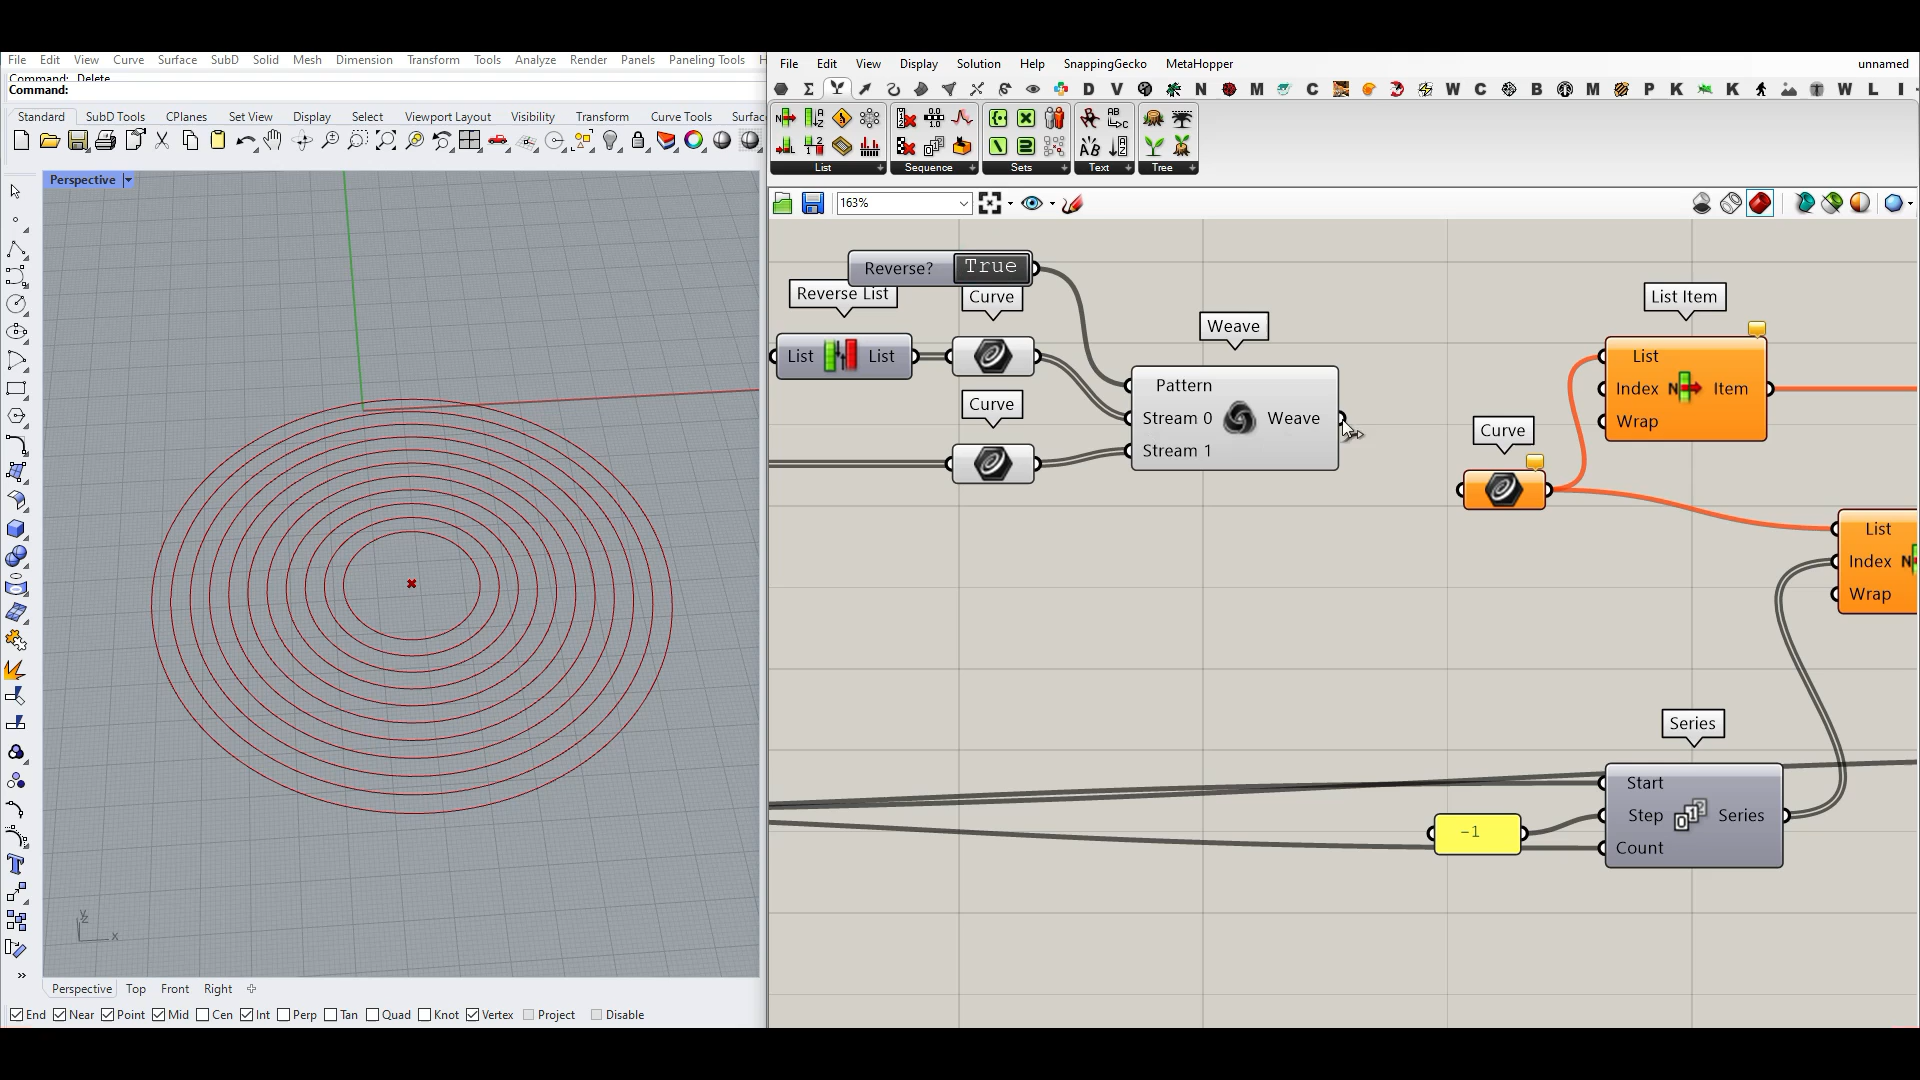 File Edit View Curve Surface SubD Solid Mesh Dimension Transform Tools Analyze Render Panels Paneling Tools
Command: Delete
Command:
Standard SubD Tools CPlanes Set View Display Select Viewport Layout Visibility Transform Curve Tools Surfac
Perspective
z
y
x
Perspective Top Front Right
End Near Point Mid Cen Int Perp Tan Quad Knot Vertex Project Disable
File Edit View Display Solution Help SnappingGecko MetaHopper unnamed
D V N M C W C B M P K K W L I
List Sequence Sets Text Tree
163%
Reverse? True
Reverse List Curve
List List
Curve
Weave
Pattern
Stream 0 Weave
Stream 1
List Item
List
Index N Item
Wrap
Curve
List
Index N
Wrap
Series
Start
Step Series
Count
-1